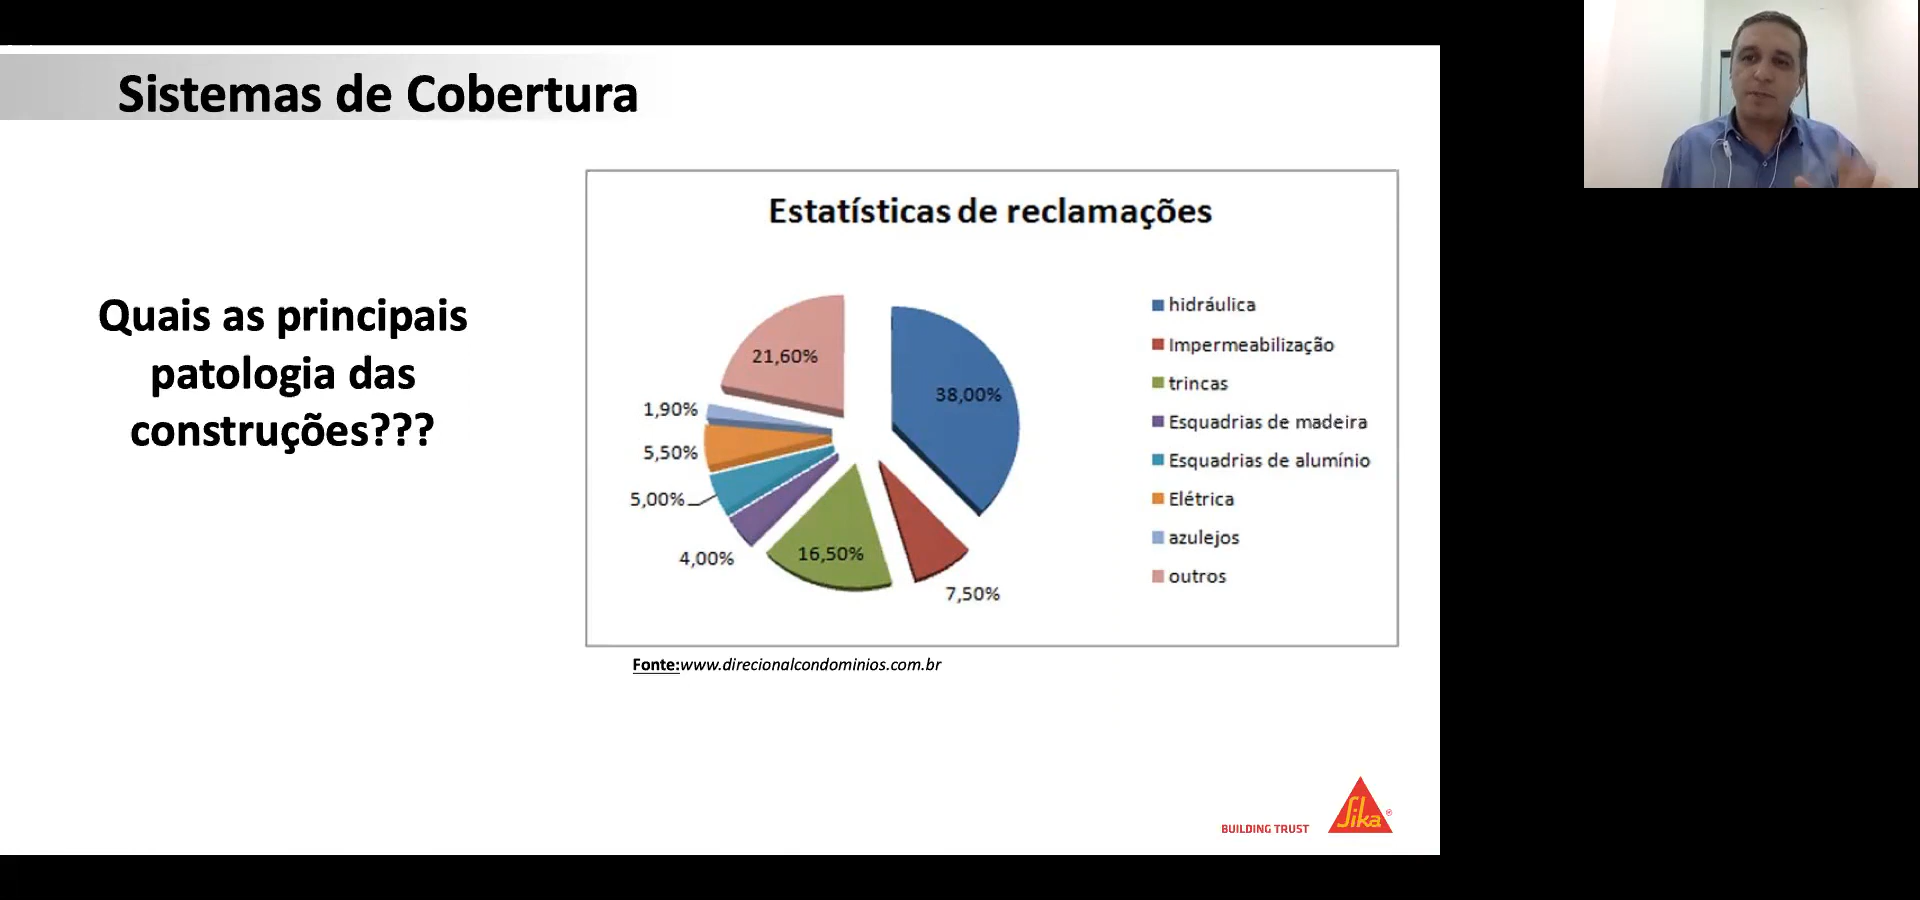 Sistemas de Cobertura
Quais as principais
patologia das
construções???
Estatísticas de reclamações
21,60%
38,00%
1,90%
5,50%
5,00%
4,00%
16,50%
7,50%
hidráulica
Impermeabilização
trincas
Esquadrias de madeira
Esquadrias de alumínio
Elétrica
azulejos
outros
Fonte:www.direcionalcondominios.com.br
BUILDING TRUST
Sika®